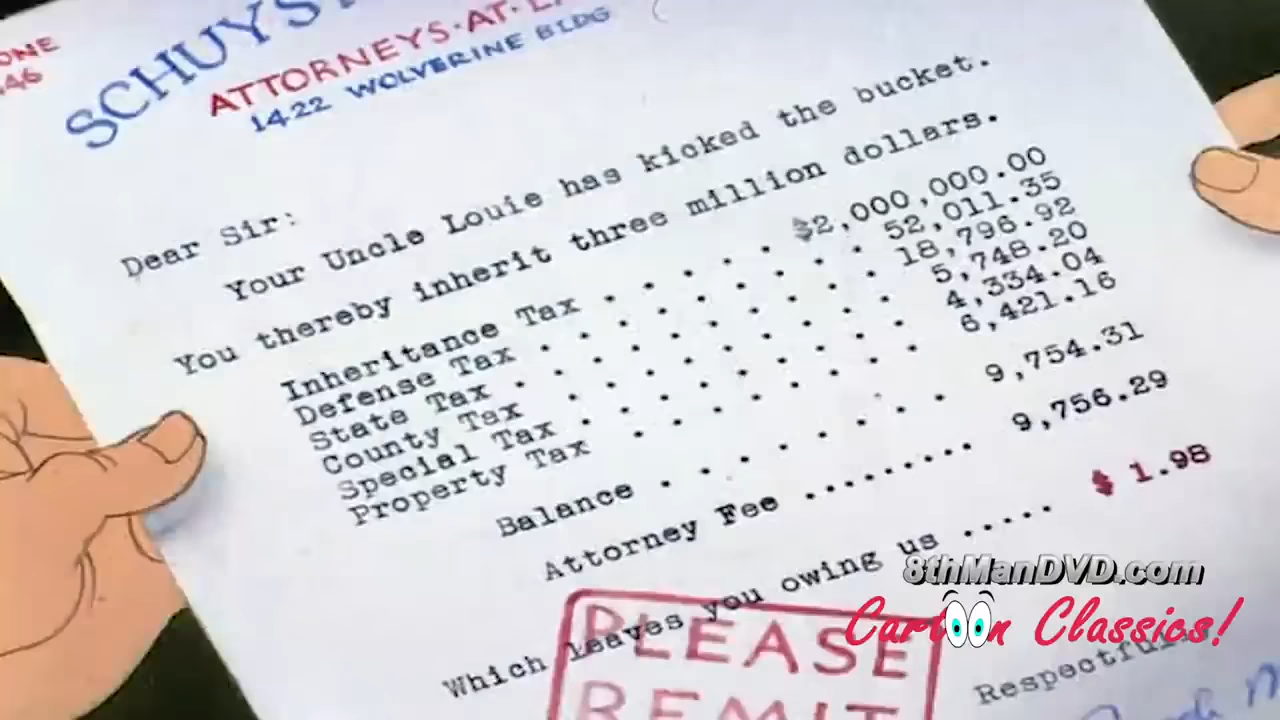 ONE
46
SCHUYS
ATTORNEYS·AT·LA
1422 WOLVERINE BLDG
Dear Sir:
Your Uncle Louie has kicked the bucket.
You thereby inherit three million dollars.
Inheritance Tax . . . . . $2,000,000.00
Defense Tax . . . . . . . 52,011.35
State Tax . . . . . . . . 18,796.92
County Tax . . . . . . . 5,748.20
Special Tax . . . . . . . 4,334.04
Property Tax . . . . . . 6,421.16
Balance . . . . . . . . 9,754.31
Attorney Fee .......... 9,756.29
Which leaves you owing us ..... $ 1.98
PLEASE
REMIT
Respectfully,
8thManDVD.com
Cartoon Classics!